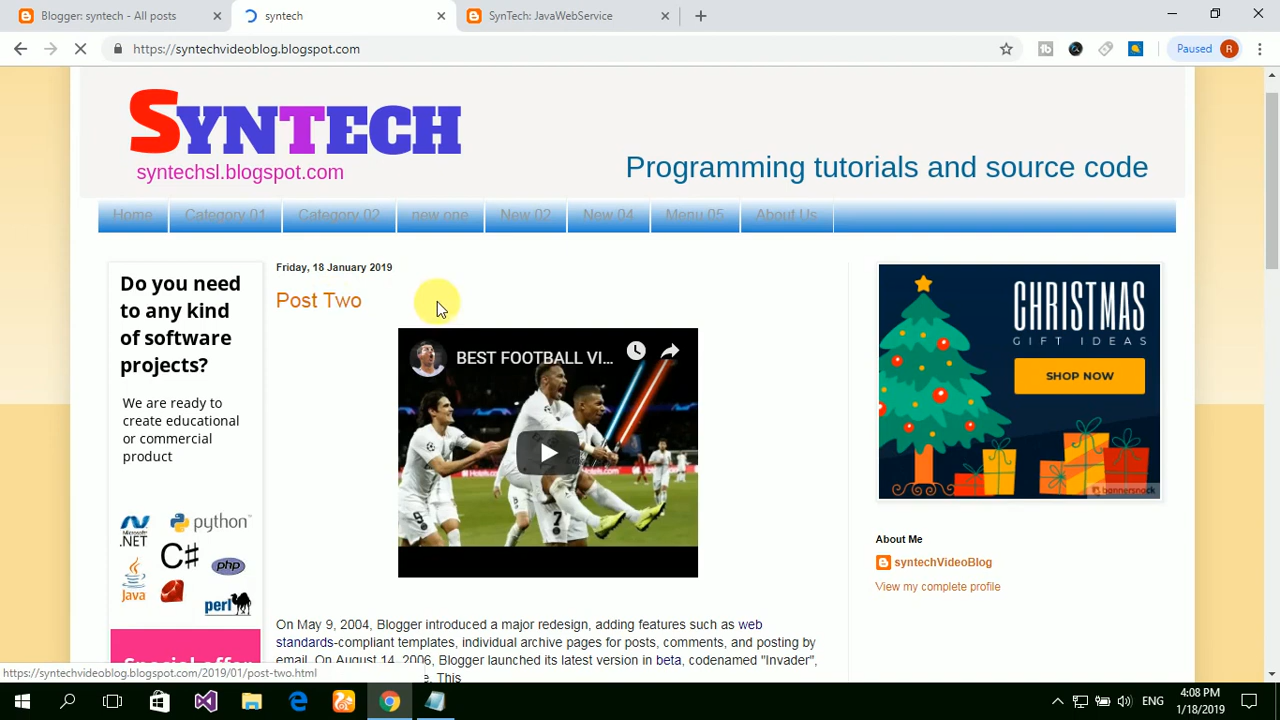 Blogger: syntech - All posts
syntech
SynTech: JavaWebService
https://syntechvideoblog.blogspot.com
Paused
R
SYNTECH
syntechsl.blogspot.com
Programming tutorials and source code
Home
Category 01
Category 02
new one
New 02
New 04
Menu 05
About Us
Do you need
to any kind
of software
projects?
We are ready to
create educational
or commercial
product
Microsoft
.NET
python
C#
php
Java
perl
Special offer
Friday, 18 January 2019
Post Two
BEST FOOTBALL VI...
9
7
On May 9, 2004, Blogger introduced a major redesign, adding features such as web
standards-compliant templates, individual archive pages for posts, comments, and posting by
email. On August 14, 2006, Blogger launched its latest version in beta, codenamed "Invader",
This
CHRISTMAS
GIFT IDEAS
SHOP NOW
bannersnack
About Me
syntechVideoBlog
View my complete profile
https://syntechvideoblog.blogspot.com/2019/01/post-two.html
ENG
4:08 PM
1/18/2019